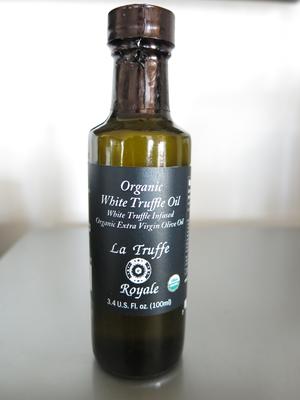 Organic
White Truffle Oil
White Truffle Infused
Organic Extra Virgin Olive Oil
La Truffe
Royale
3.4 U.S. Fl. oz. (100ml)
USDA